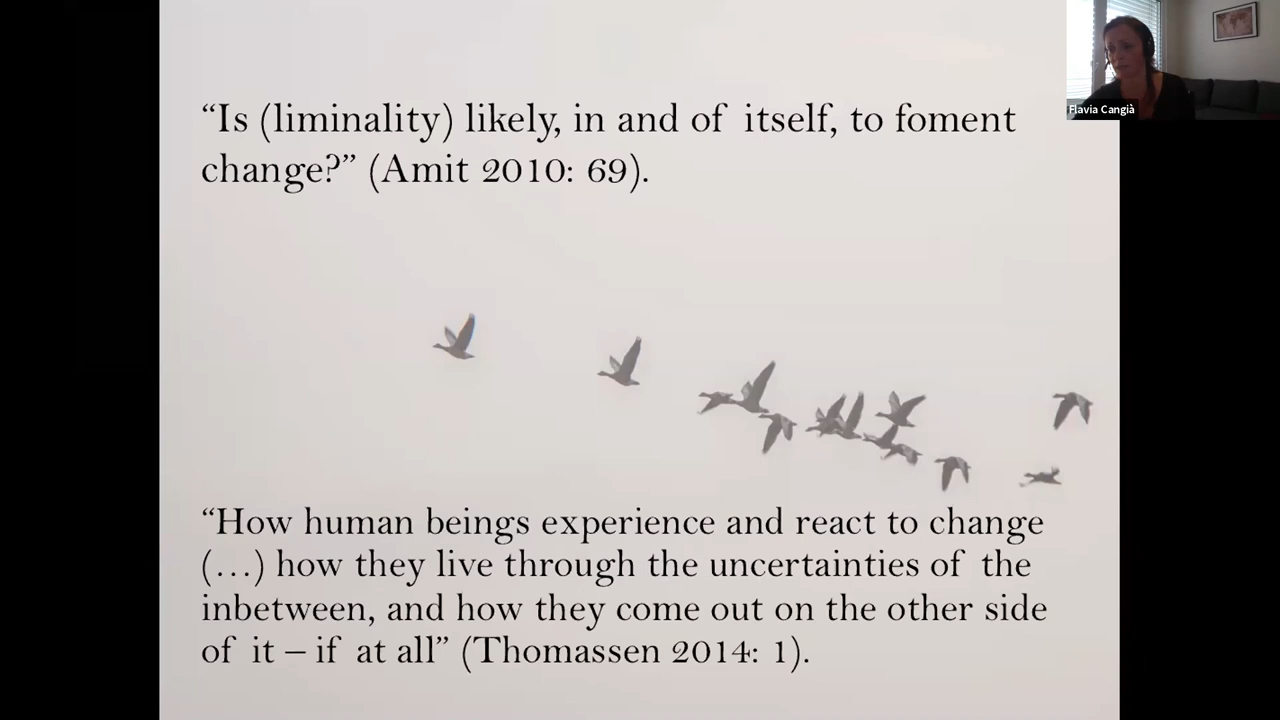 “Is (liminality) likely, in and of itself, to foment
change?” (Amit 2010: 69).
Flavia Cangià
“How human beings experience and react to change
(…) how they live through the uncertainties of the
inbetween, and how they come out on the other side
of it – if at all” (Thomassen 2014: 1).